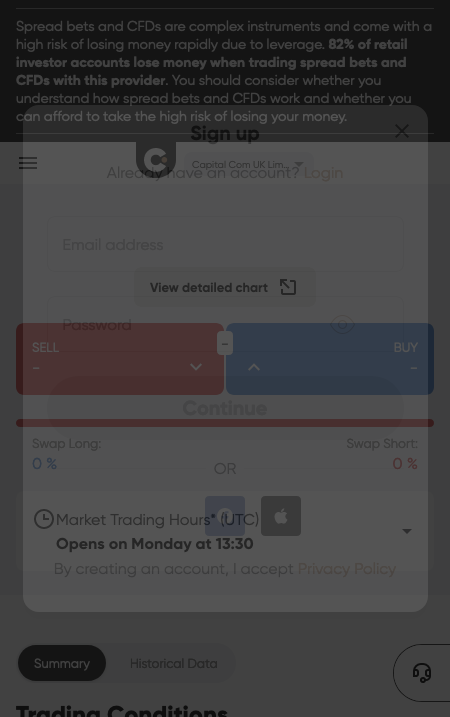 Spread bets and CFDs are complex instruments and come with a
high risk of losing money rapidly due to leverage. 82% of retail
investor accounts lose money when trading spread bets and
CFDs with this provider. You should consider whether you
understand how spread bets and CFDs work and whether you
can afford to take the high risk of losing your money.
Sign up
Capital Com UK Lim...
Already have an account? Login
Email address
View detailed chart
Password
SELL
BUY
–
–
–
Continue
Swap Long:
Swap Short:
0 %
0 %
OR
Market Trading Hours* (UTC)
Opens on Monday at 13:30
By creating an account, I accept Privacy Policy
Summary
Historical Data
Trading Conditions